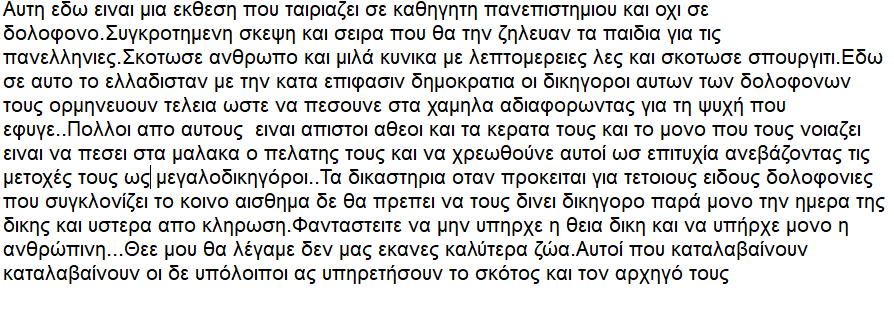 Αυτη εδω ειναι μια εκθεση που ταιριαζει σε καθηγητη πανεπιστημιου και οχι σε
δολοφονο.Συγκροτημενη σκεψη και σειρα που θα την ζηλευαν τα παιδια για τις
πανελληνιες.Σκοτωσε ανθρωπο και μιλά κυνικα με λεπτομερειες λες και σκοτωσε σπουργιτι.Εδω
σε αυτο το ελλαδισταν με την κατα επιφασιν δημοκρατια οι δικηγοροι αυτων των δολοφονων
τους ορμηνευουν τελεια ωστε να πεσουνε στα χαμηλα αδιαφορωντας για τη ψυχή που
εφυγε..Πολλοι απο αυτους  ειναι απιστοι αθεοι και τα κερατα τους και το μονο που τους νοιαζει
ειναι να πεσει στα μαλακα ο πελατης τους και να χρεωθούνε αυτοί ωσ επιτυχία ανεβάζοντας τις
μετοχές τους ως μεγαλοδικηγόροι..Τα δικαστηρια οταν προκειται για τετοιους ειδους δολοφονιες
που συγκλονίζει το κοινο αισθημα δε θα πρεπει να τους δινει δικηγορο παρά μονο την ημερα της
δικης και υστερα απο κληρωση.Φανταστειτε να μην υπηρχε η θεια δικη και να υπήρχε μονο η
ανθρώπινη...Θεε μου θα λέγαμε δεν μας εκανες καλύτερα ζώα.Αυτοί που καταλαβαίνουν
καταλαβαίνουν οι δε υπόλοιποι ας υπηρετήσουν το σκότος και τον αρχηγό τους